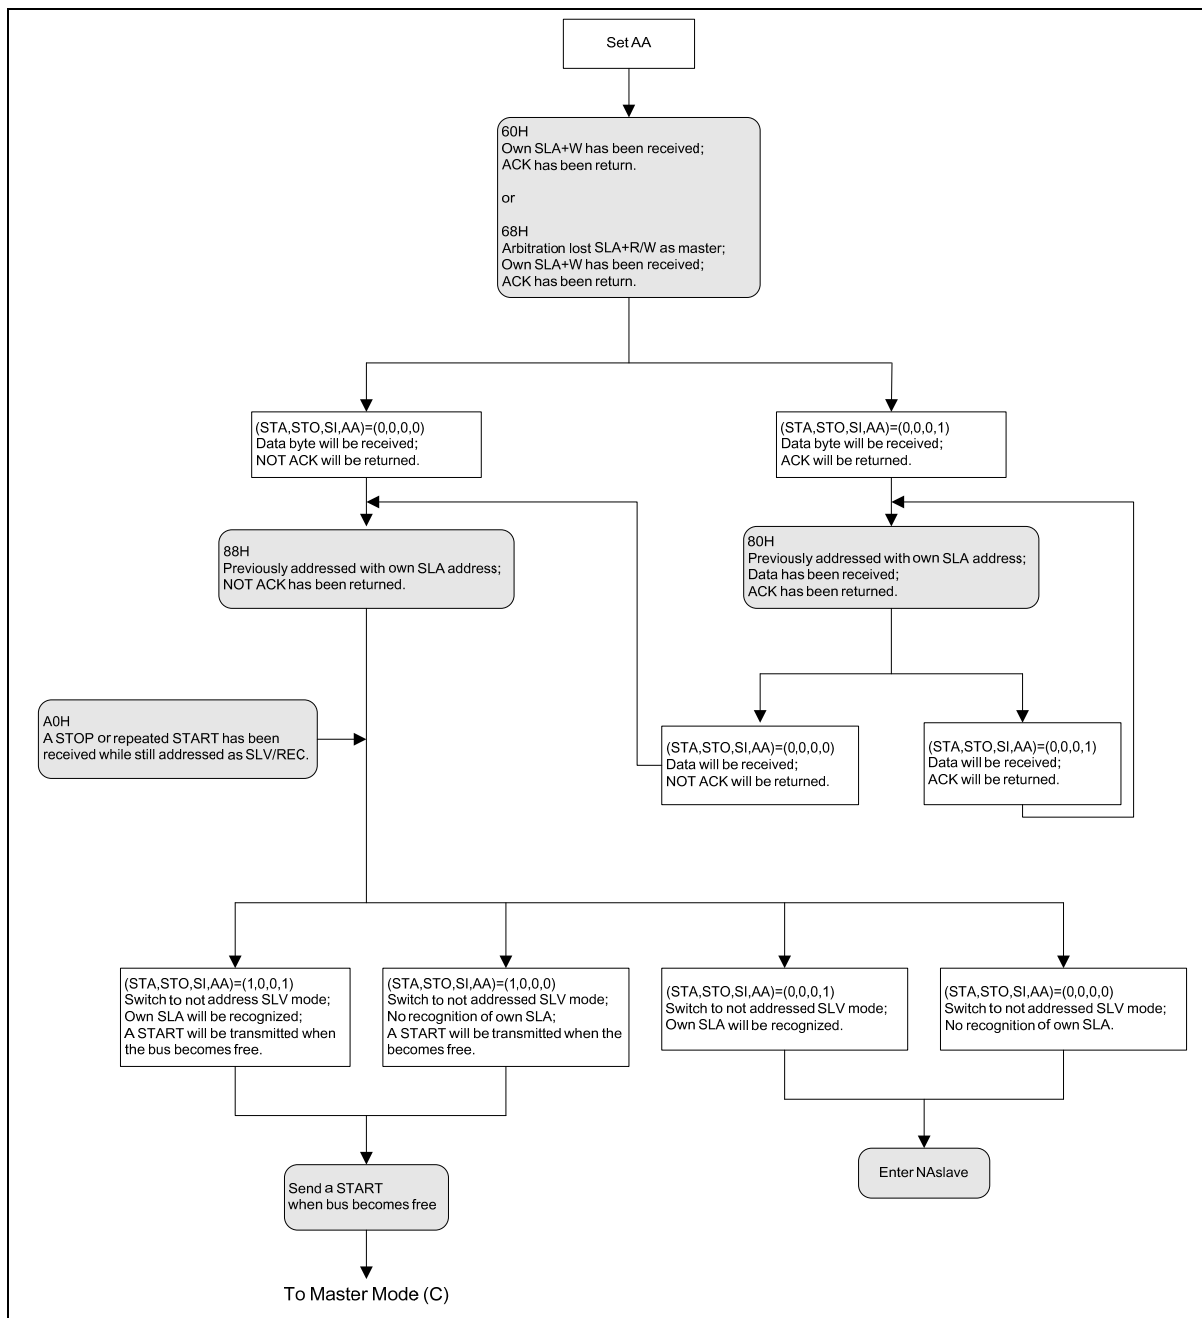 Set AA
60H
Own SLA+W has been received;
ACK has been return.
or
68H
Arbitration lost SLA+R/W as master;
Own SLA+W has been received;
ACK has been return.
(STA,STO,SI,AA)=(0,0,0,0)
Data byte will be received;
NOT ACK will be returned.
(STA,STO,SI,AA)=(0,0,0,1)
Data byte will be received;
ACK will be returned.
88H
Previously addressed with own SLA address;
NOT ACK has been returned.
80H
Previously addressed with own SLA address;
Data has been received;
ACK has been returned.
A0H
A STOP or repeated START has been
received while still addressed as SLV/REC.
(STA,STO,SI,AA)=(0,0,0,0)
Data will be received;
NOT ACK will be returned.
(STA,STO,SI,AA)=(0,0,0,1)
Data will be received;
ACK will be returned.
(STA,STO,SI,AA)=(1,0,0,1)
Switch to not address SLV mode;
Own SLA will be recognized;
A START will be transmitted when
the bus becomes free.
(STA,STO,SI,AA)=(1,0,0,0)
Switch to not addressed SLV mode;
No recognition of own SLA;
A START will be transmitted when the
becomes free.
(STA,STO,SI,AA)=(0,0,0,1)
Switch to not addressed SLV mode;
Own SLA will be recognized.
(STA,STO,SI,AA)=(0,0,0,0)
Switch to not addressed SLV mode;
No recognition of own SLA.
Send a START
when bus becomes free
Enter NAslave
To Master Mode (C)